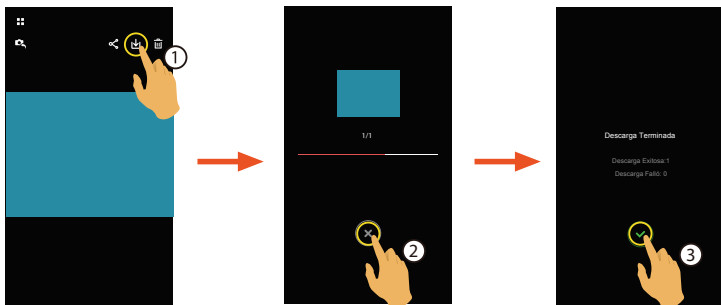 1
1/1
2
Descarga Terminada
Descarga Exitosa:1
Descarga Falló: 0
3